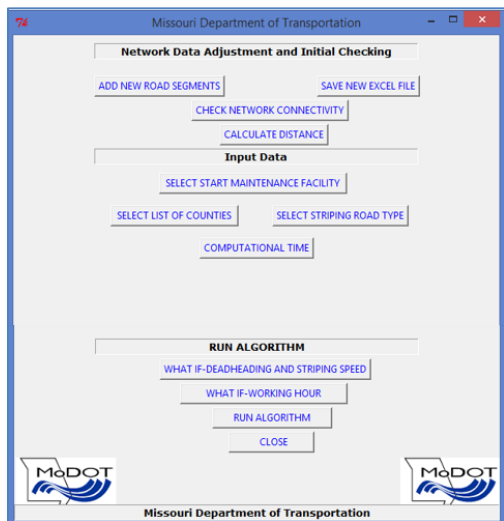 Missouri Department of Transportation
Network Data Adjustment and Initial Checking
ADD NEW ROAD SEGMENTS SAVE NEW EXCEL FILE
CHECK NETWORK CONNECTIVITY
CALCULATE DISTANCE
Input Data
SELECT START MAINTENANCE FACILITY
SELECT LIST OF COUNTIES SELECT STRIPING ROAD TYPE
COMPUTATIONAL TIME
RUN ALGORITHM
WHAT IF-DEADHEADING AND STRIPING SPEED
WHAT IF-WORKING HOUR
RUN ALGORITHM
CLOSE
MoDOT MoDOT
Missouri Department of Transportation